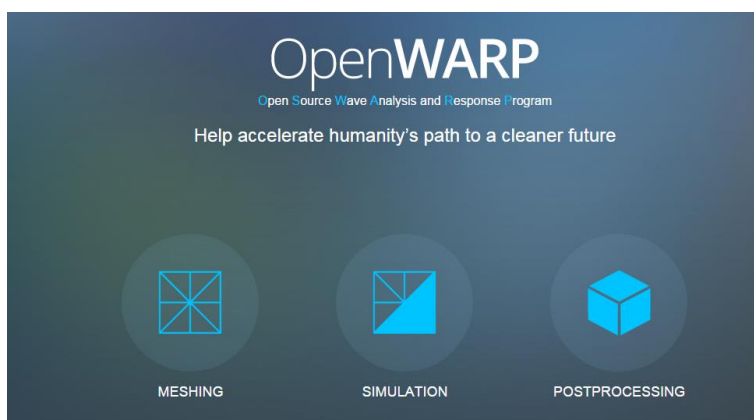 OpenWARP
Open Source Wave Analysis and Response Program
Help accelerate humanity's path to a cleaner future
MESHING
SIMULATION
POSTPROCESSING